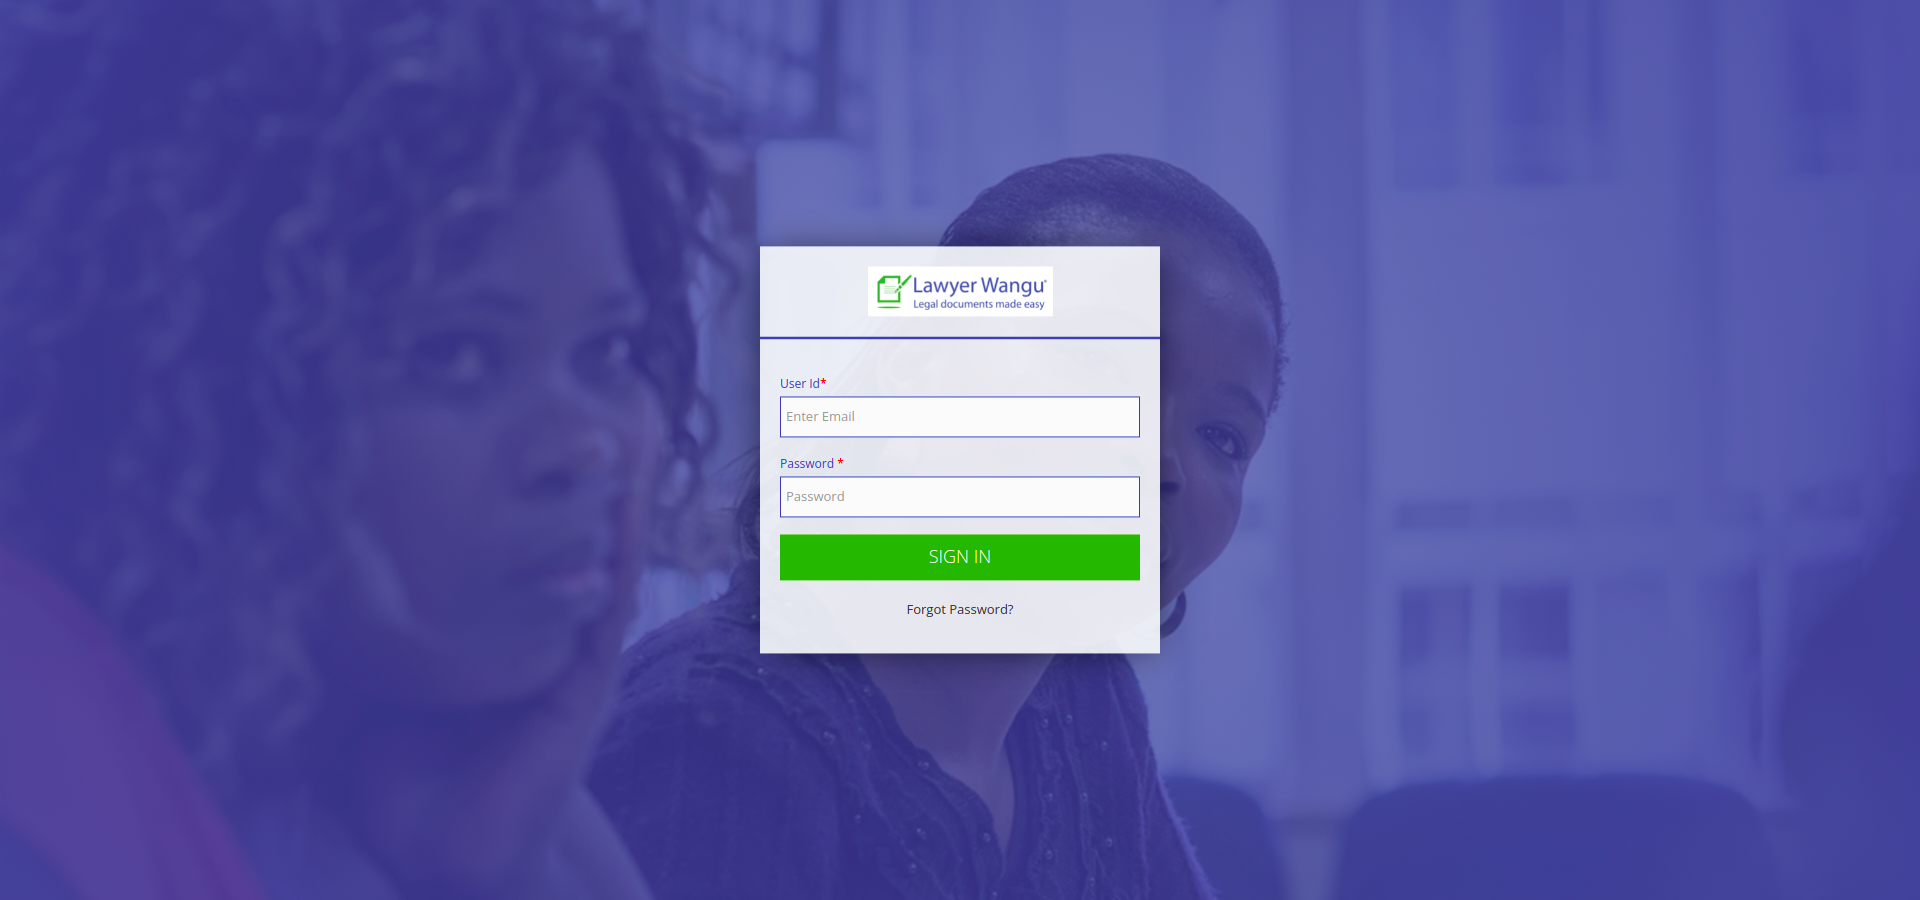 Lawyer Wangu
Legal documents made easy
User Id*
Enter Email
Password *
Password
SIGN IN
Forgot Password?